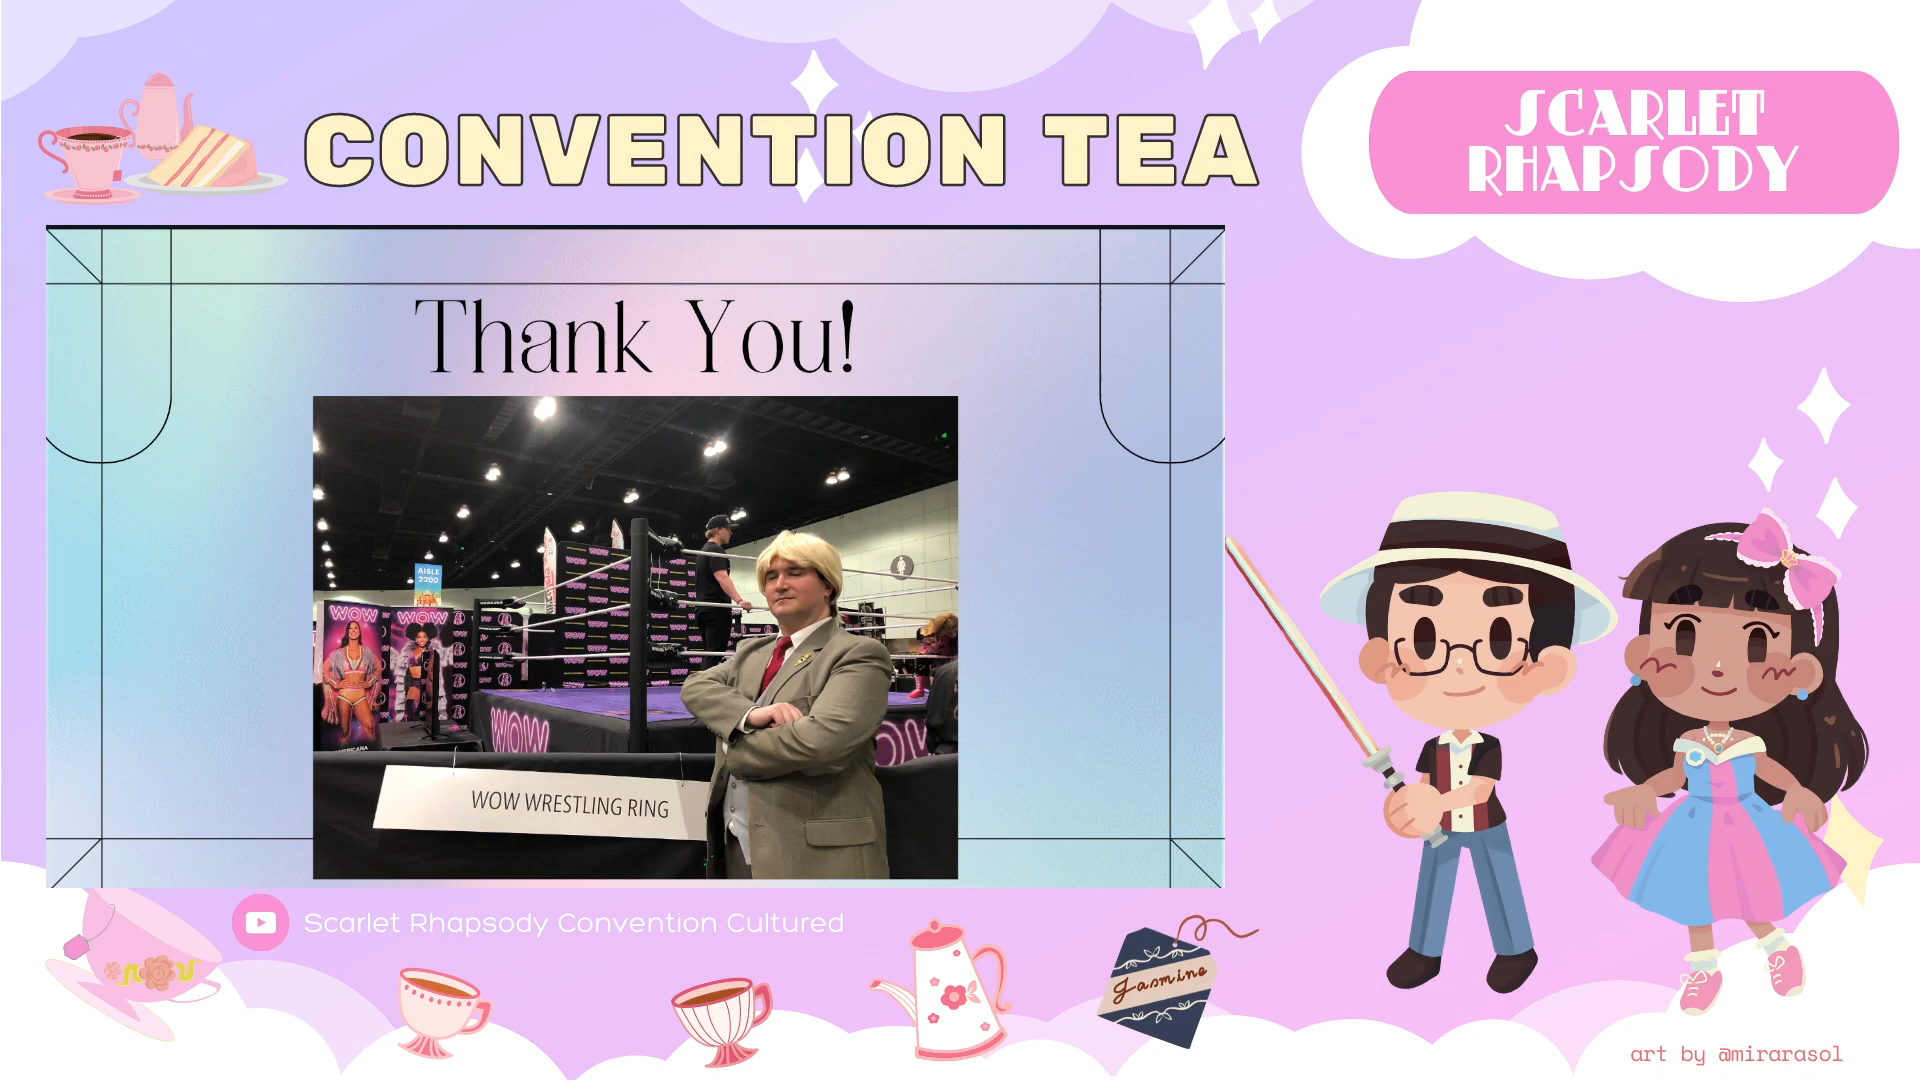 CONVENTION TEA
SCARLET
RHAPSODY
Thank You!
AISLE
2200
WOW
WOW
WOW
WOW WRESTLING RING
Scarlet Rhapsody Convention Cultured
Jasmine
art by @mirarasol